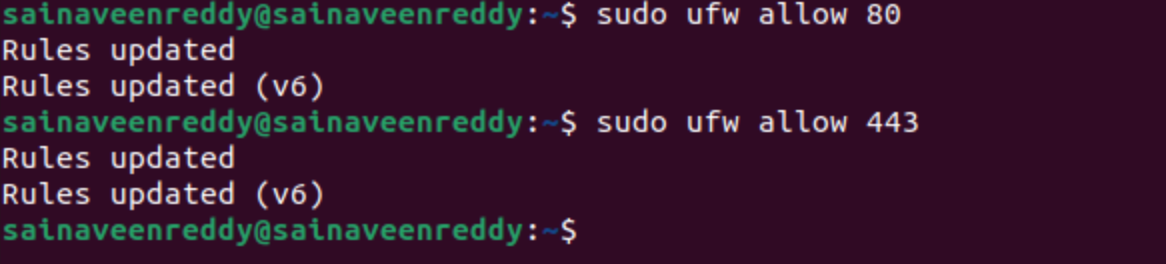 sainaveenreddy@sainaveenreddy:~$ sudo ufw allow 80
Rules updated
Rules updated (v6)
sainaveenreddy@sainaveenreddy:~$ sudo ufw allow 443
Rules updated
Rules updated (v6)
sainaveenreddy@sainaveenreddy:~$